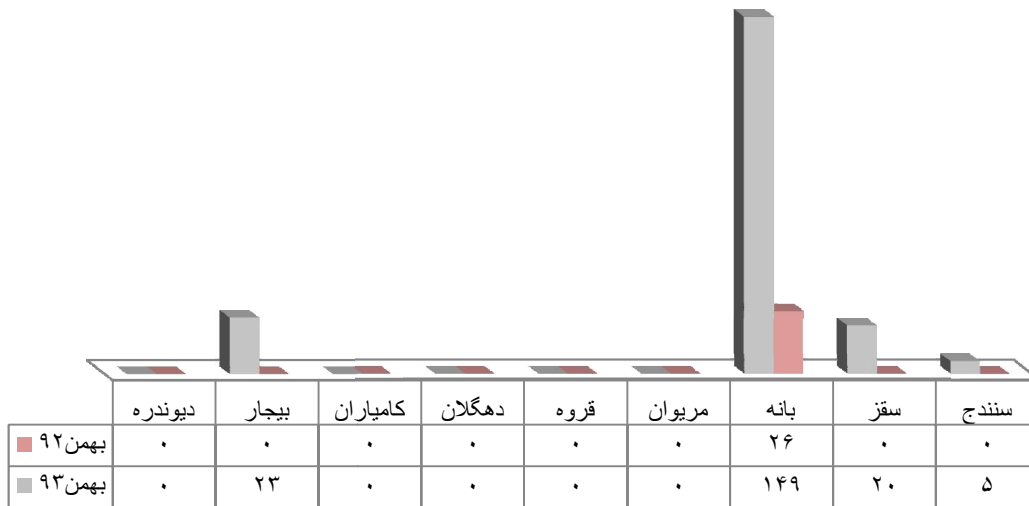 سنندج سقز بانه مریوان قروه دهگلان کامیاران بیجار دیوندره
بهمن۹۲ ۰ ۰ ۲۶ ۰ ۰ ۰ ۰ ۰ ۰
بهمن۹۳ ۵ ۲۰ ۱۴۹ ۰ ۰ ۰ ۰ ۲۳ ۰